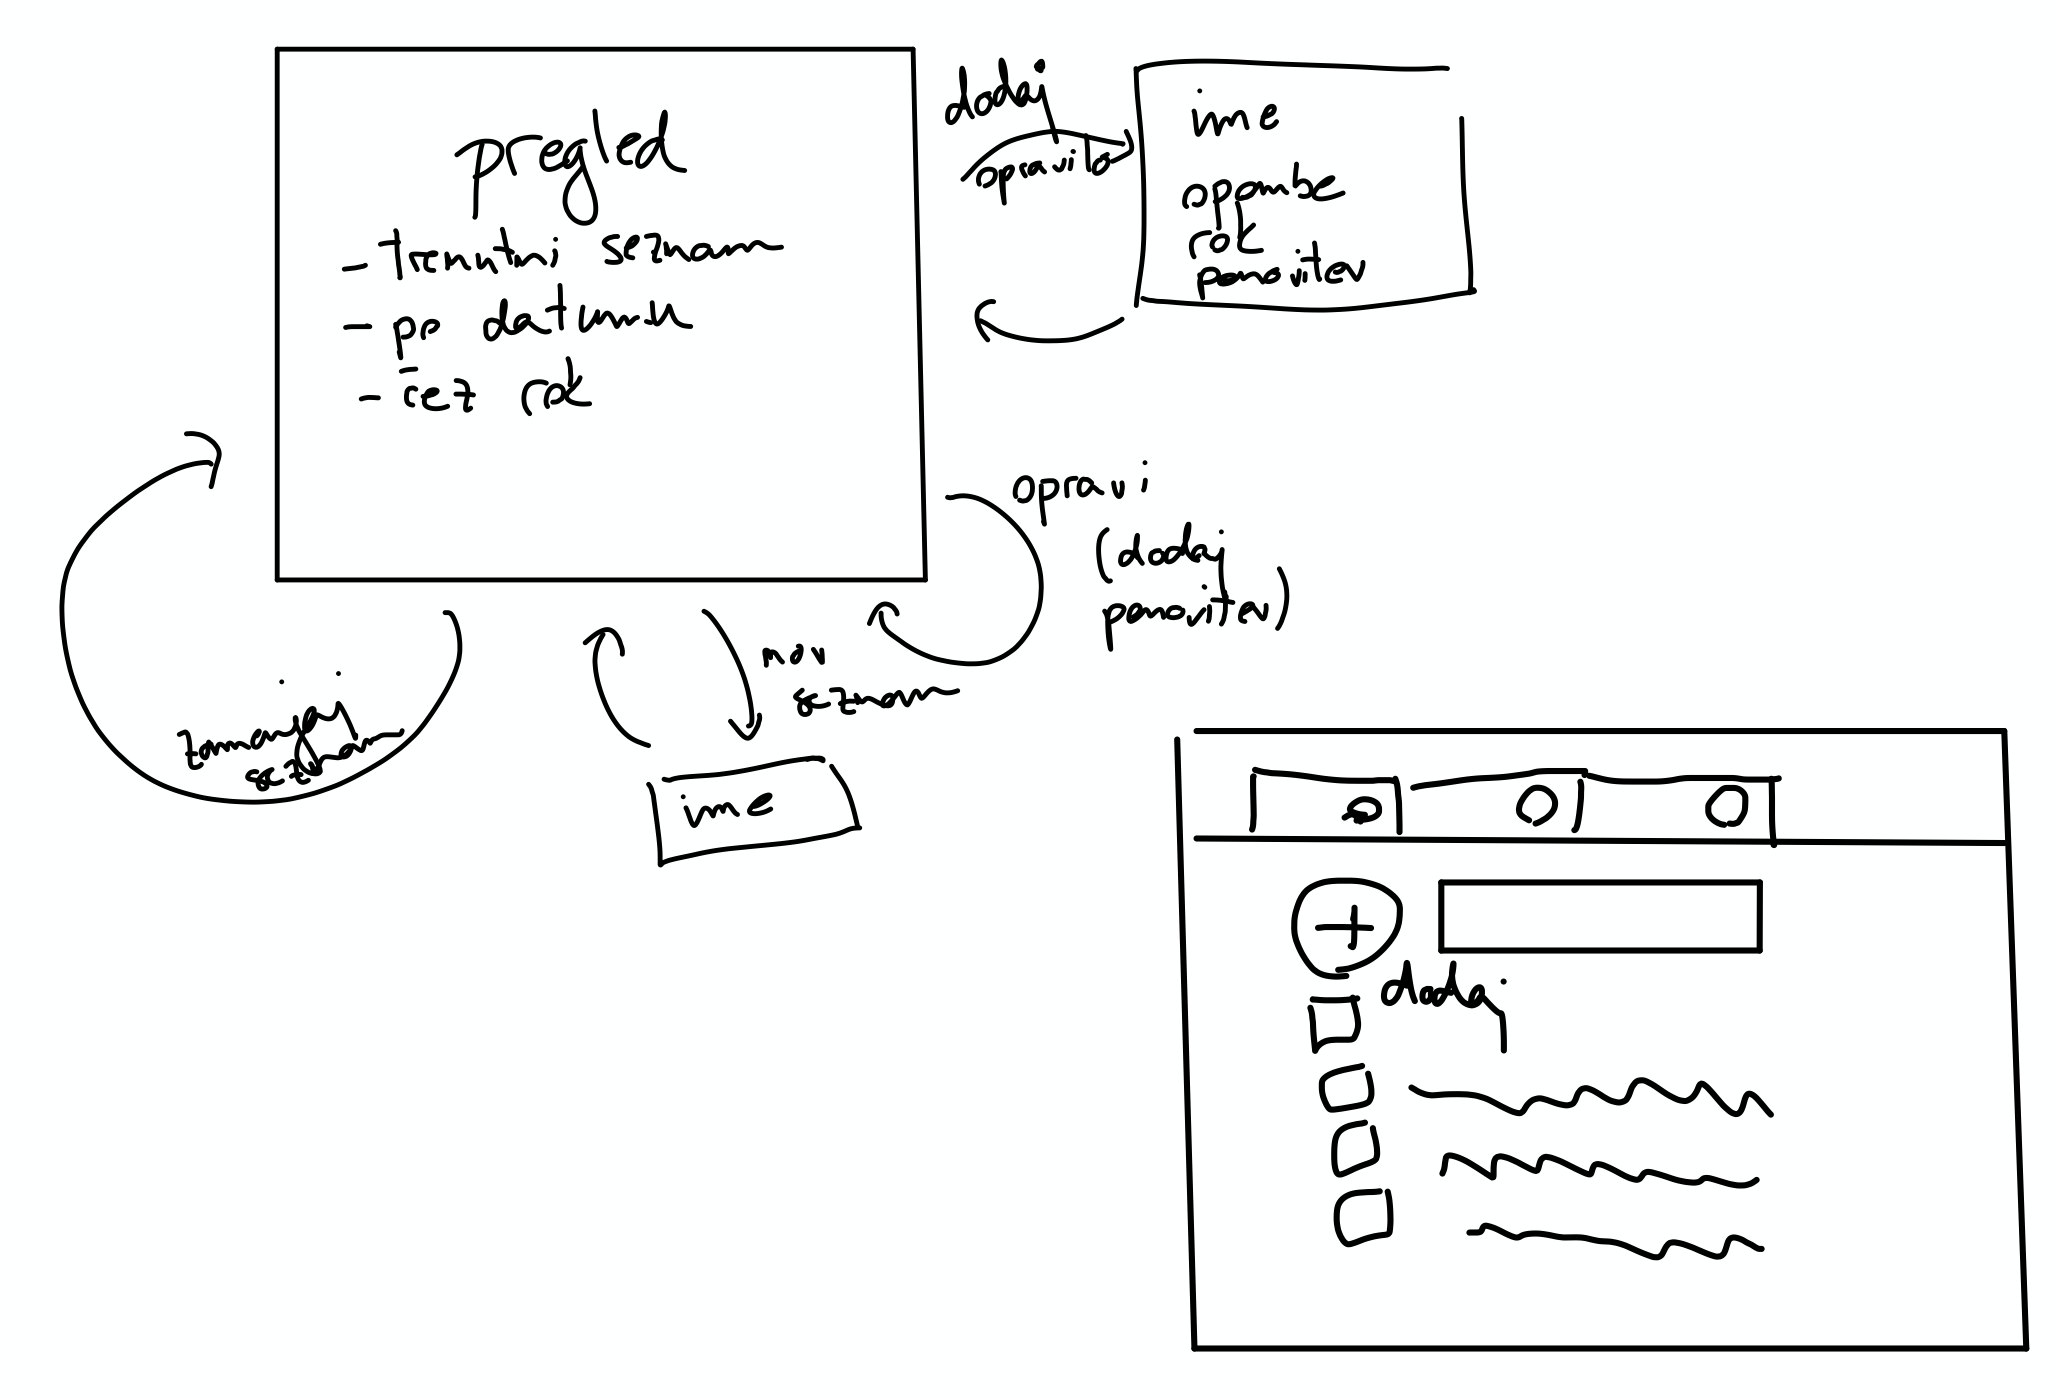 pregled
- trenutni seznam
- po datumu
- čez rok
dodaj
opravilo
ime
opombe
rok
ponovitev
opravi
(dodaj
ponovitev)
nov
seznam
ime
zamenjaj
seznam
+
dodaj